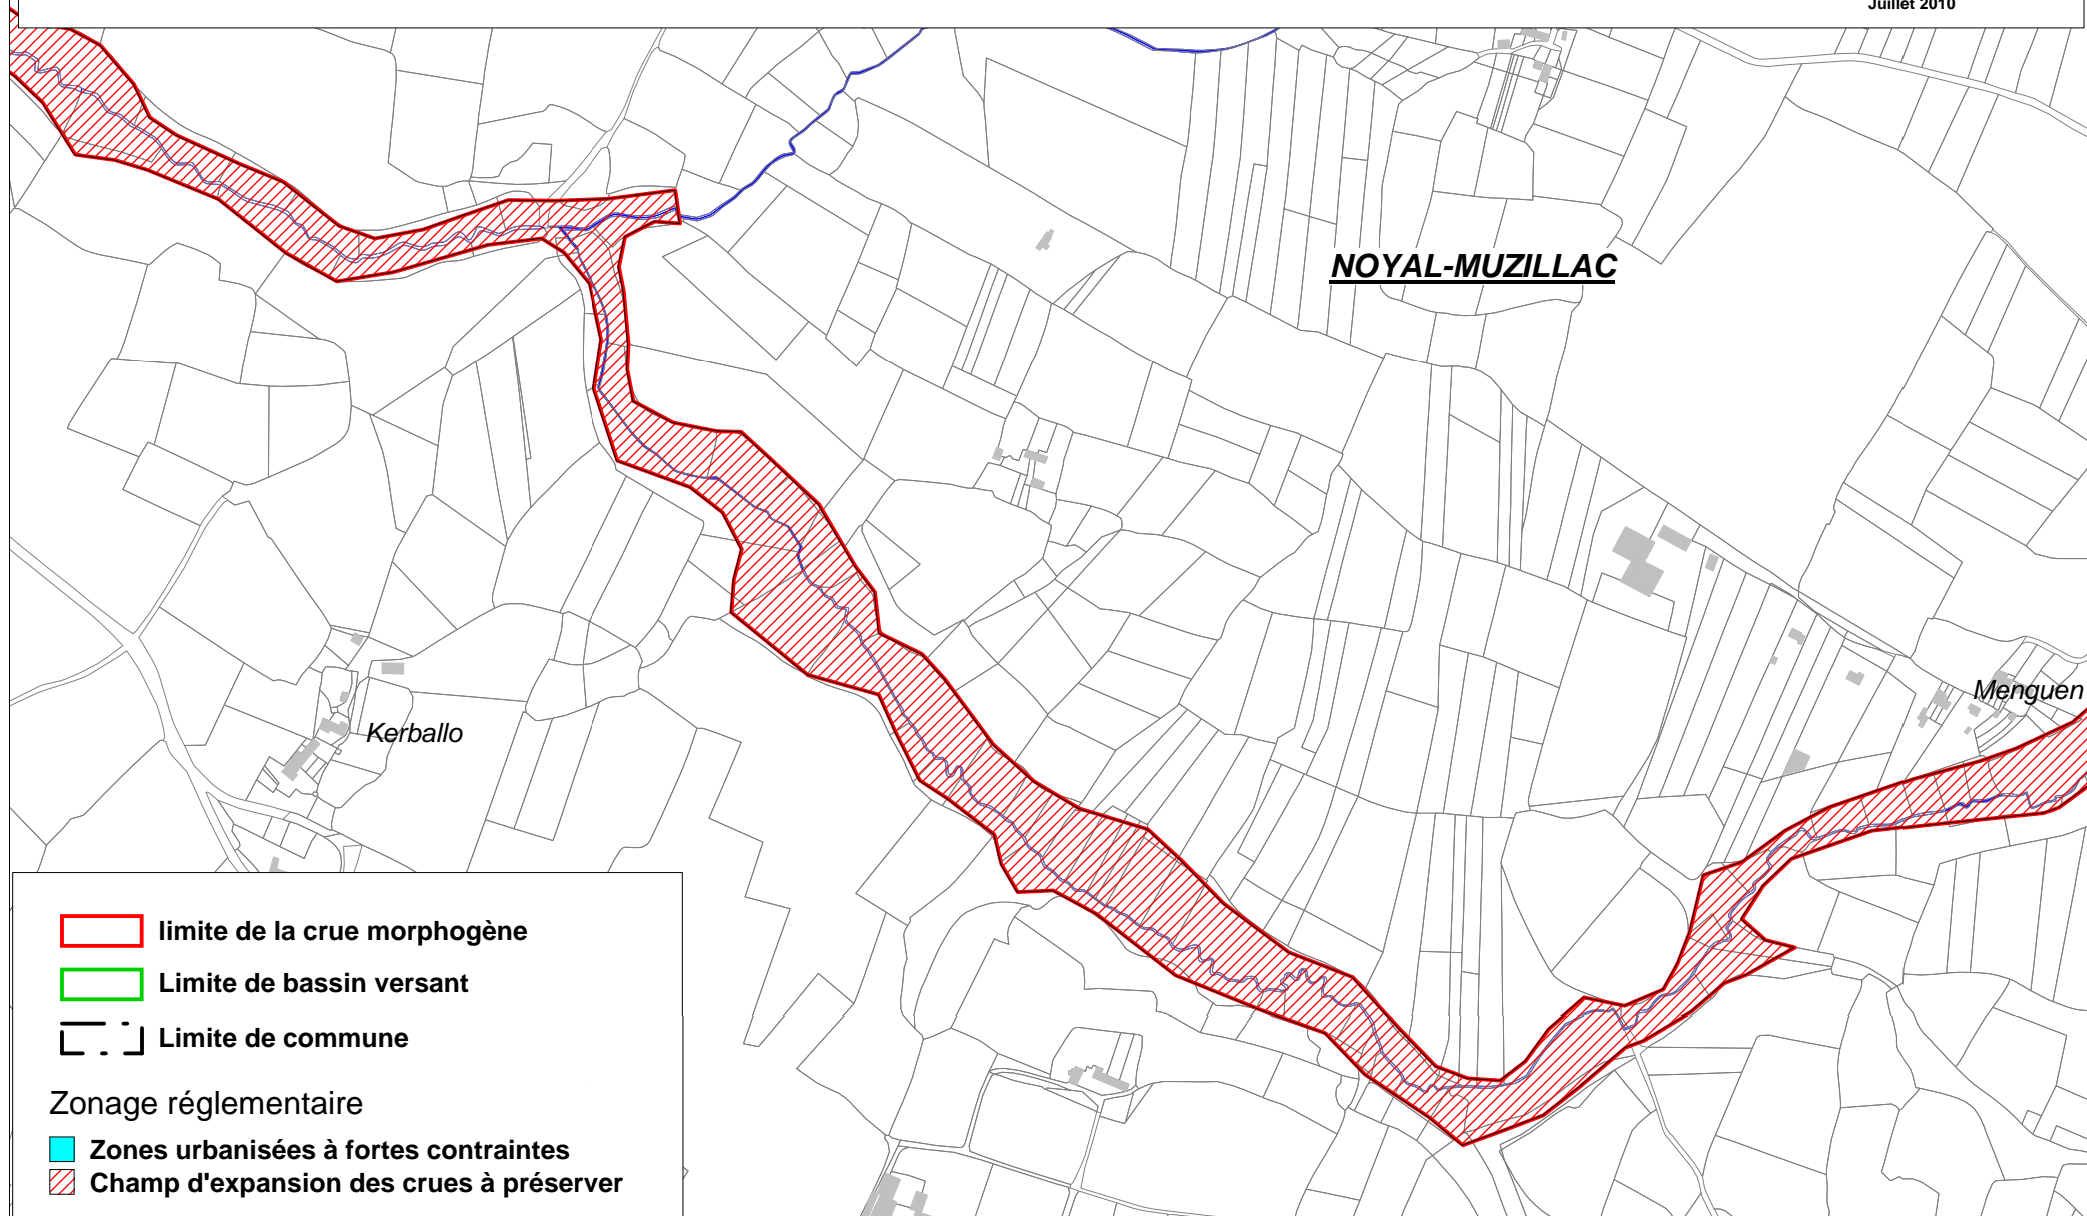 Juillet 2010
NOYAL-MUZILLAC
Menguen
Kerballo
limite de la crue morphogène
Limite de bassin versant
Limite de commune
Zonage réglementaire
Zones urbanisées à fortes contraintes
Champ d'expansion des crues à préserver